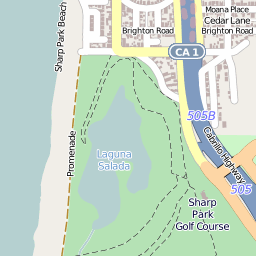 Moana Place
Cedar Lane
Brighton Road
Brighton Road
Sharp Park Beach
CA 1
505B
Cabrillo Highway
Promenade
Laguna
Salada
505
Sharp
Park
Golf Course